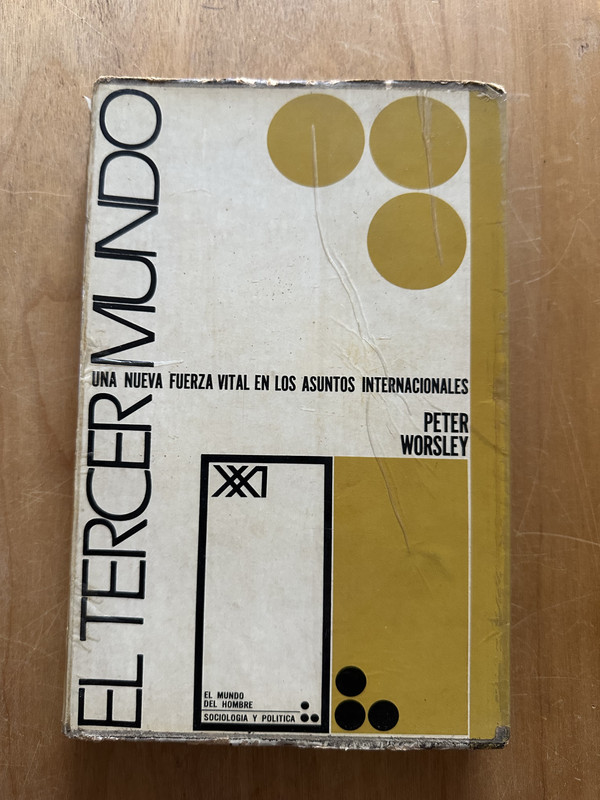 EL TERCER MUNDO
UNA NUEVA FUERZA VITAL EN LOS ASUNTOS INTERNACIONALES
PETER
WORSLEY
XXI
EL MUNDO
DEL HOMBRE
SOCIOLOGIA Y POLITICA